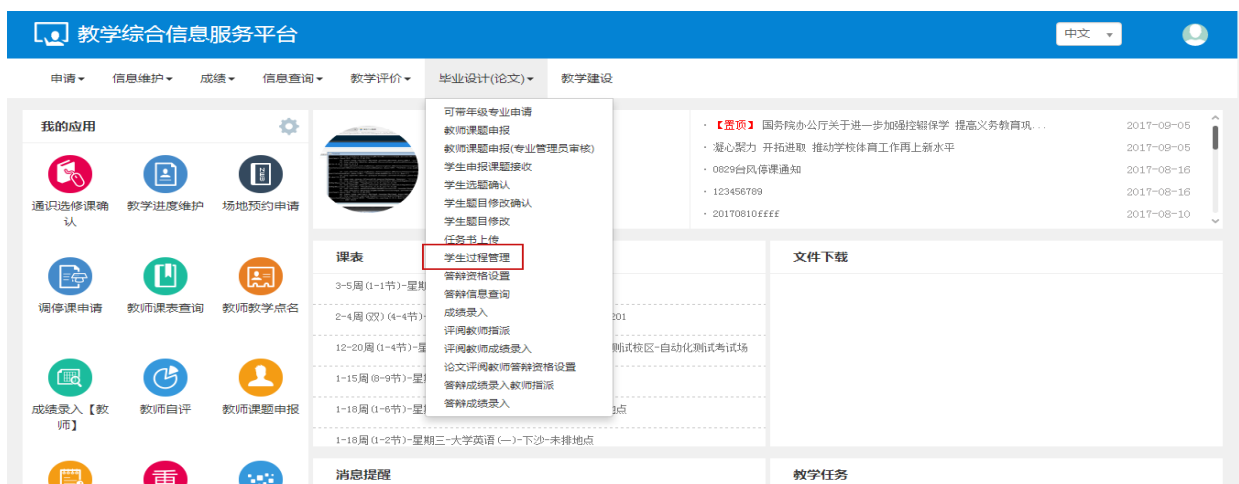 教学综合信息服务平台
中文
申请 信息维护 成绩 信息查询 教学评价 毕业设计(论文) 教学建设
我的应用
通识选修课确认
教学进度维护
场地预约申请
调停课申请
教师课表查询
教师教学点名
成绩录入【教师】
教师自评
教师课题申报
重
可带年级专业申请
教师课题申报
教师课题申报(专业管理员审核)
学生申报课题接收
学生选题确认
学生题目修改确认
学生题目修改
任务书上传
学生过程管理
答辩资格设置
答辩信息查询
成绩录入
评阅教师指派
评阅教师成绩录入
论文评阅教师答辩资格设置
答辩成绩录入教师指派
答辩成绩录入
·【置顶】 国务院办公厅关于进一步加强控辍保学 提高义务教育巩... 2017-09-05
· 凝心聚力 开拓进取 推动学校体育工作再上新水平 2017-09-05
· 0829台风停课通知 2017-08-16
· 123456789 2017-08-16
· 20170810ffff 2017-08-10
课表
3-5周(1-1节)-星期
2-4周(双)(4-4节)- 201
12-20周(1-4节)-星 测试校区-自动化测试考试场
1-15周(8-9节)-星
1-18周(1-6节)-星 地点
1-18周(1-2节)-星期三-大学英语(一)-下沙-未排地点
文件下载
消息提醒
教学任务